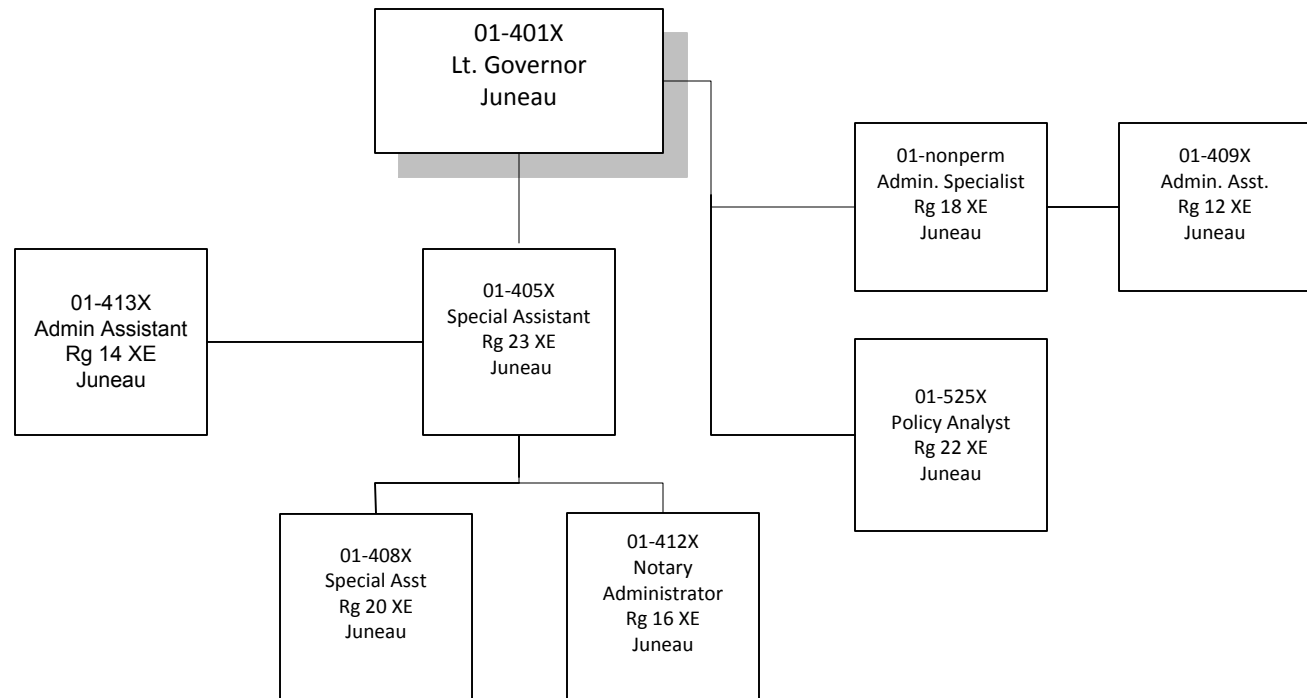 01-401X
Lt. Governor
Juneau
01-nonperm
Admin. Specialist
Rg 18 XE
Juneau
01-409X
Admin. Asst.
Rg 12 XE
Juneau
01-413X
Admin Assistant
Rg 14 XE
Juneau
01-405X
Special Assistant
Rg 23 XE
Juneau
01-525X
Policy Analyst
Rg 22 XE
Juneau
01-408X
Special Asst
Rg 20 XE
Juneau
01-412X
Notary
Administrator
Rg 16 XE
Juneau